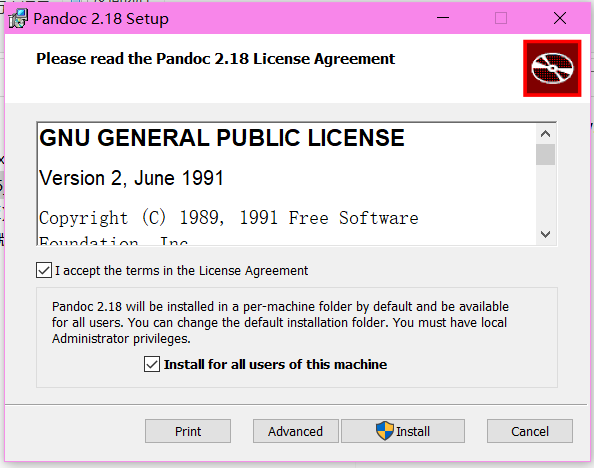 Pandoc 2.18 Setup
Please read the Pandoc 2.18 License Agreement
GNU GENERAL PUBLIC LICENSE
Version 2, June 1991
Copyright (C) 1989, 1991 Free Software
Foundation, Inc
I accept the terms in the License Agreement
Pandoc 2.18 will be installed in a per-machine folder by default and be available
for all users. You can change the default installation folder. You must have local
Administrator privileges.
Install for all users of this machine
Print
Advanced
Install
Cancel